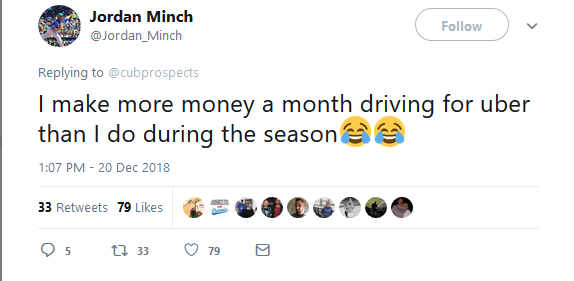 Jordan Minch
@Jordan_Minch
Follow
Replying to @cubprospects
I make more money a month driving for uber
than I do during the season😂😂
1:07 PM - 20 Dec 2018
33 Retweets 79 Likes
5 33 79